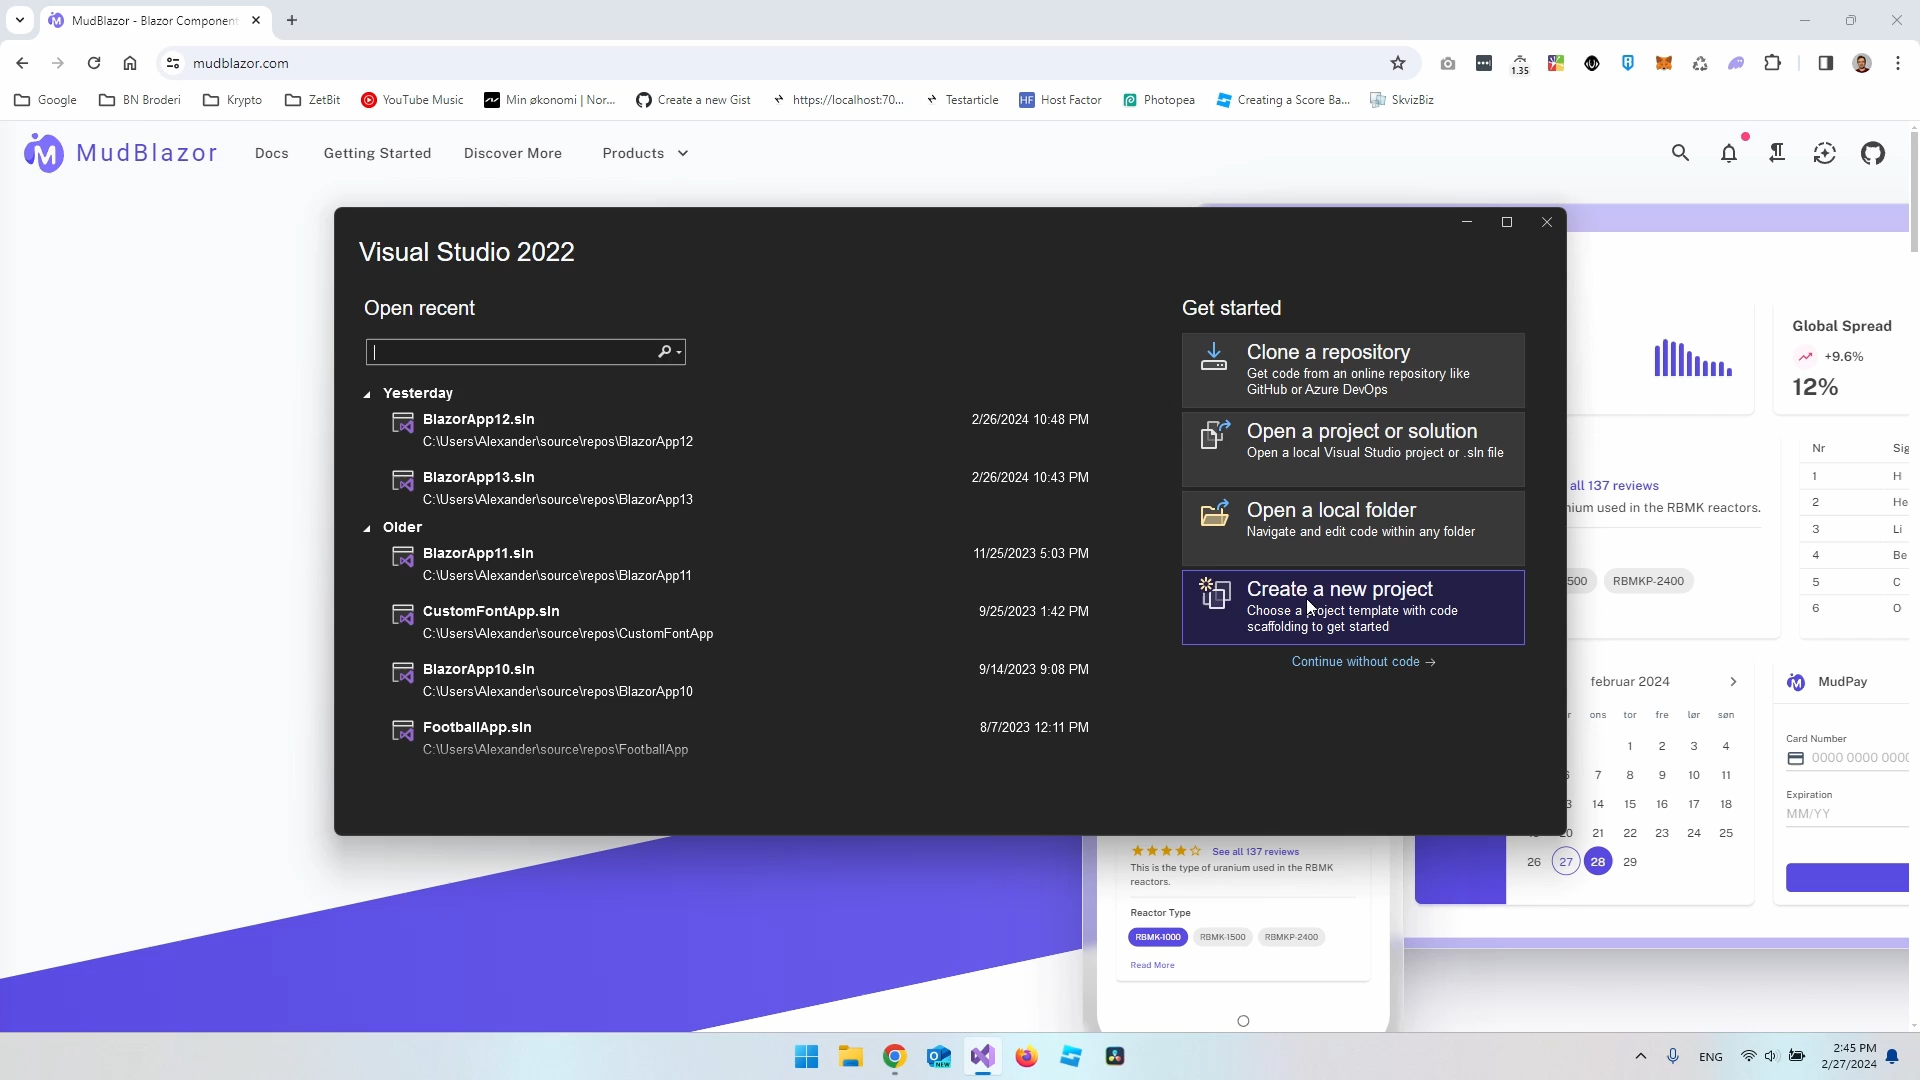 MudBlazor - Blazor Component
mudblazor.com
1.35
Google
BN Broderi
Krypto
ZetBit
YouTube Music
Min økonomi | Nor...
Create a new Gist
https://localhost:70...
Testarticle
HF
Host Factor
Photopea
Creating a Score Ba...
SkvizBiz
MudBlazor
Docs
Getting Started
Discover More
Products
Visual Studio 2022
Open recent
Yesterday
BlazorApp12.sln
2/26/2024 10:48 PM
C:\Users\Alexander\source\repos\BlazorApp12
BlazorApp13.sln
2/26/2024 10:43 PM
C:\Users\Alexander\source\repos\BlazorApp13
Older
BlazorApp11.sln
11/25/2023 5:03 PM
C:\Users\Alexander\source\repos\BlazorApp11
CustomFontApp.sln
9/25/2023 1:42 PM
C:\Users\Alexander\source\repos\CustomFontApp
BlazorApp10.sln
9/14/2023 9:08 PM
C:\Users\Alexander\source\repos\BlazorApp10
FootballApp.sln
8/7/2023 12:11 PM
C:\Users\Alexander\source\repos\FootballApp
Get started
Clone a repository
Get code from an online repository like
GitHub or Azure DevOps
Open a project or solution
Open a local Visual Studio project or .sln file
Open a local folder
Navigate and edit code within any folder
Create a new project
Choose a project template with code
scaffolding to get started
Continue without code →
Global Spread
+9.6%
12%
all 137 reviews
ium used in the RBMK reactors.
500
RBMKP-2400
Nr
Sig
1 H
2 He
3 Li
4 Be
5 C
6 O
februar 2024
ons tor fre lør søn
1 2 3 4
7 8 9 10 11
14 15 16 17 18
20 21 22 23 24 25
26 27 28 29
MudPay
Card Number
0000 0000 0000
Expiration
MM/YY
See all 137 reviews
This is the type of uranium used in the RBMK
reactors.
Reactor Type
RBMK-1000
RBMK-1500
RBMKP-2400
Read More
NEW
ENG
2:45 PM
2/27/2024